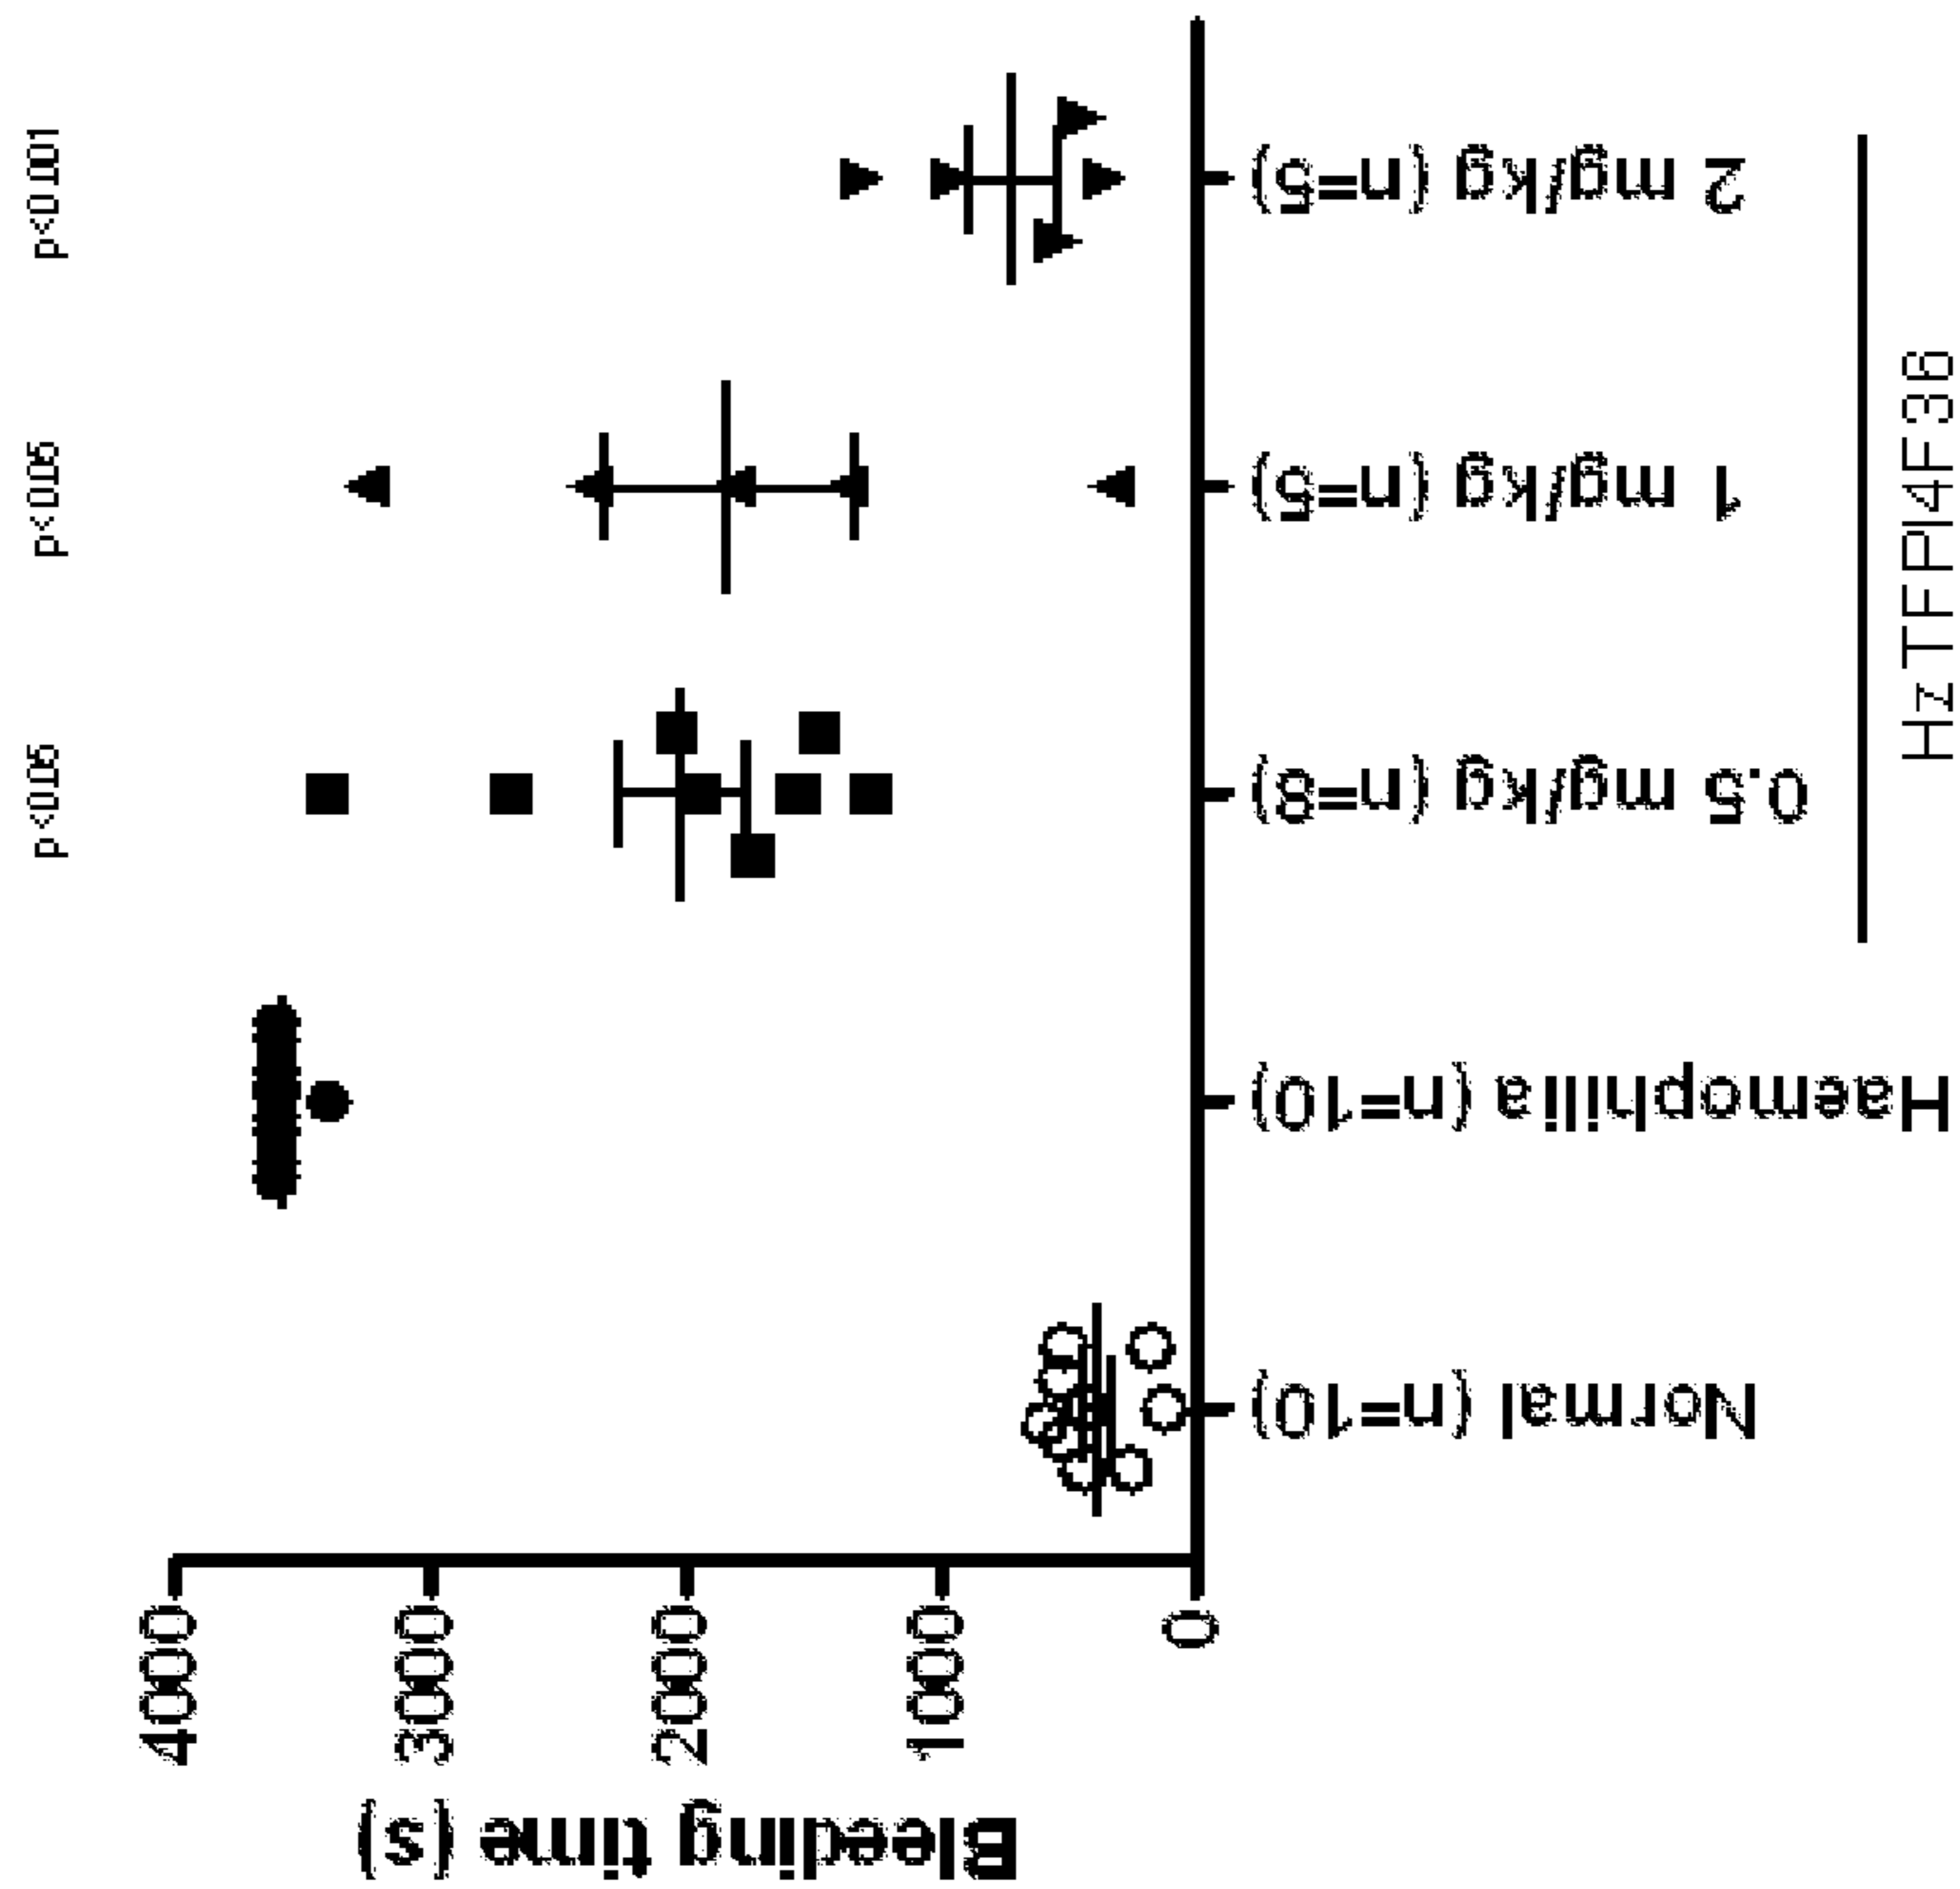 Bleeding time (s)
4000
3000
2000
1000
0
p<0.05
p<0.05
p<0.001
Normal (n=10)
Haemophilia (n=10)
0.5 mg/kg (n=8)
1 mg/kg (n=5)
2 mg/kg (n=5)
HzTFPI4F36